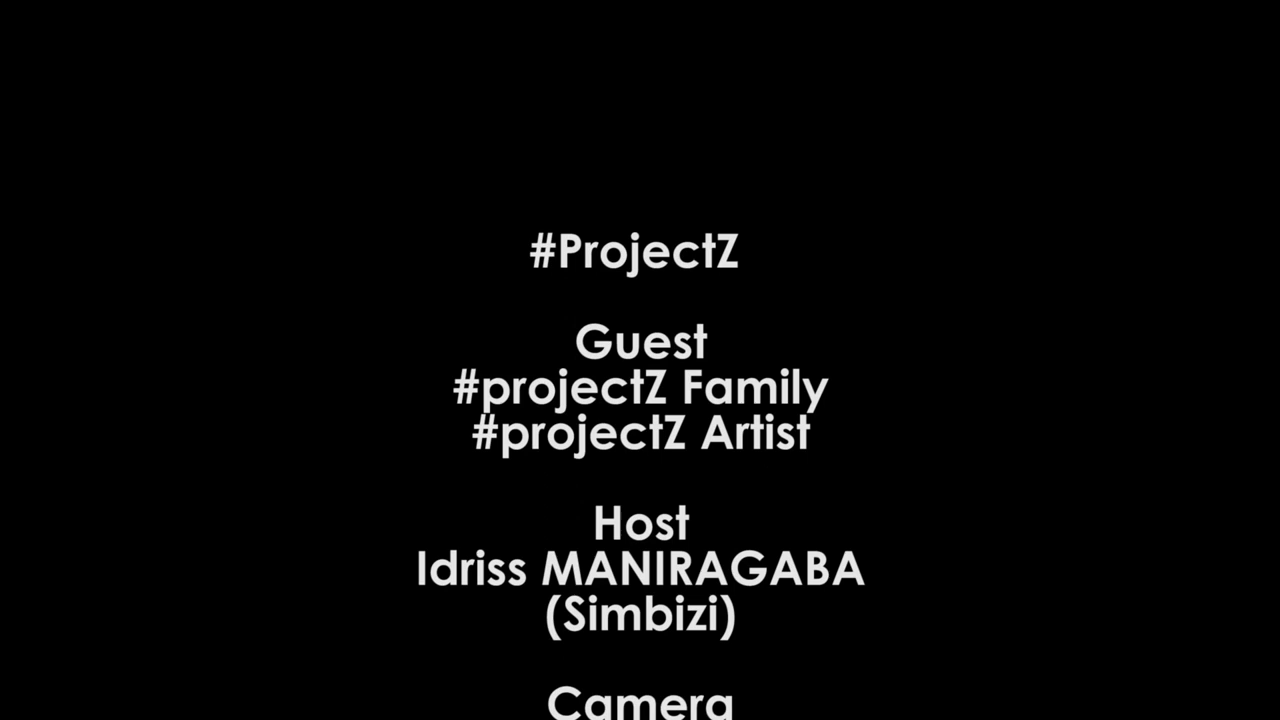 #ProjectZ
Guest
#projectZ Family
#projectZ Artist
Host
Idriss MANIRAGABA
(Simbizi)
Camera